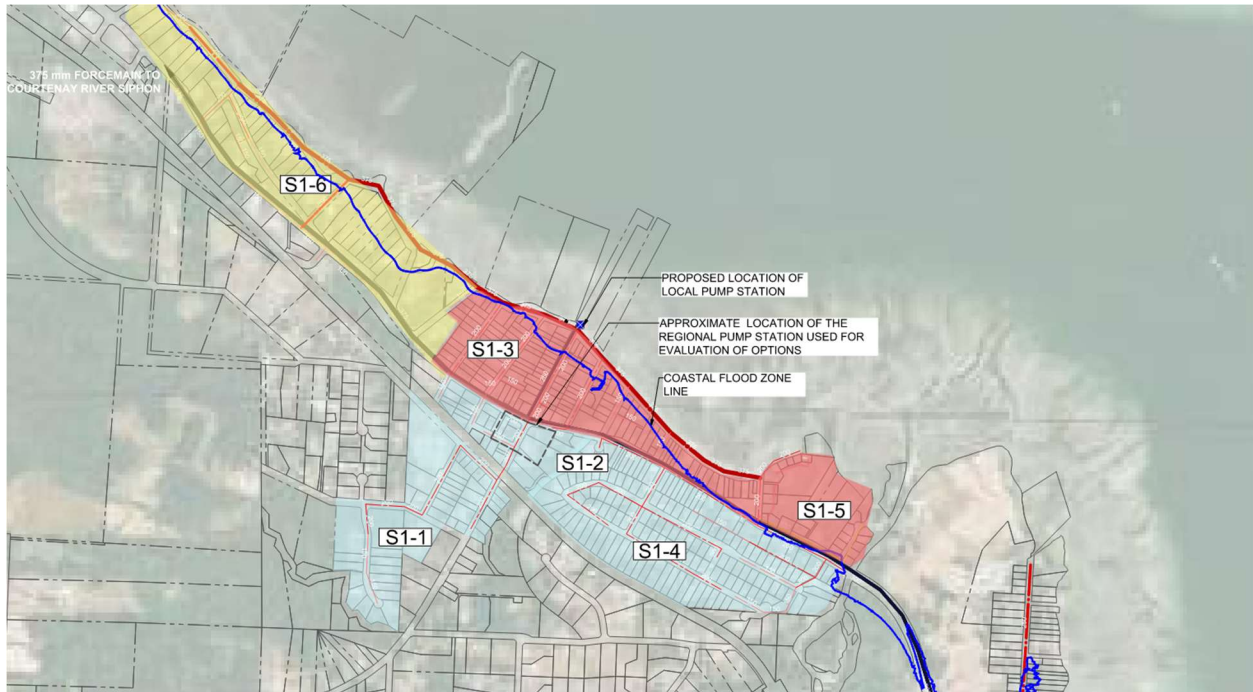 375 mm FORCEMAIN TO
COURTENAY RIVER SIPHON
S1-6
PROPOSED LOCATION OF
LOCAL PUMP STATION
APPROXIMATE LOCATION OF THE
REGIONAL PUMP STATION USED FOR
EVALUATION OF OPTIONS
S1-3
COASTAL FLOOD ZONE
LINE
S1-2
S1-5
S1-1
S1-4